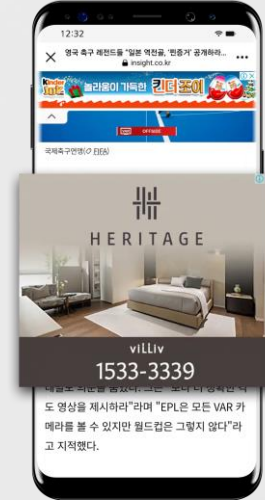 12:32
영국 축구 레전드들 "일본 역전골, '찐증거' 공개하라...
insight.co.kr
Kinder
JOY
놀라움이 가득한 킨더조이
OFFSIDE
국제축구연맹(FIFA)
HERITAGE
villiv
1533-3339
도 영상을 제시하라"라며 "EPL은 모든 VAR 카
메라를 볼 수 있지만 월드컵은 그렇지 않다"라
고 지적했다.